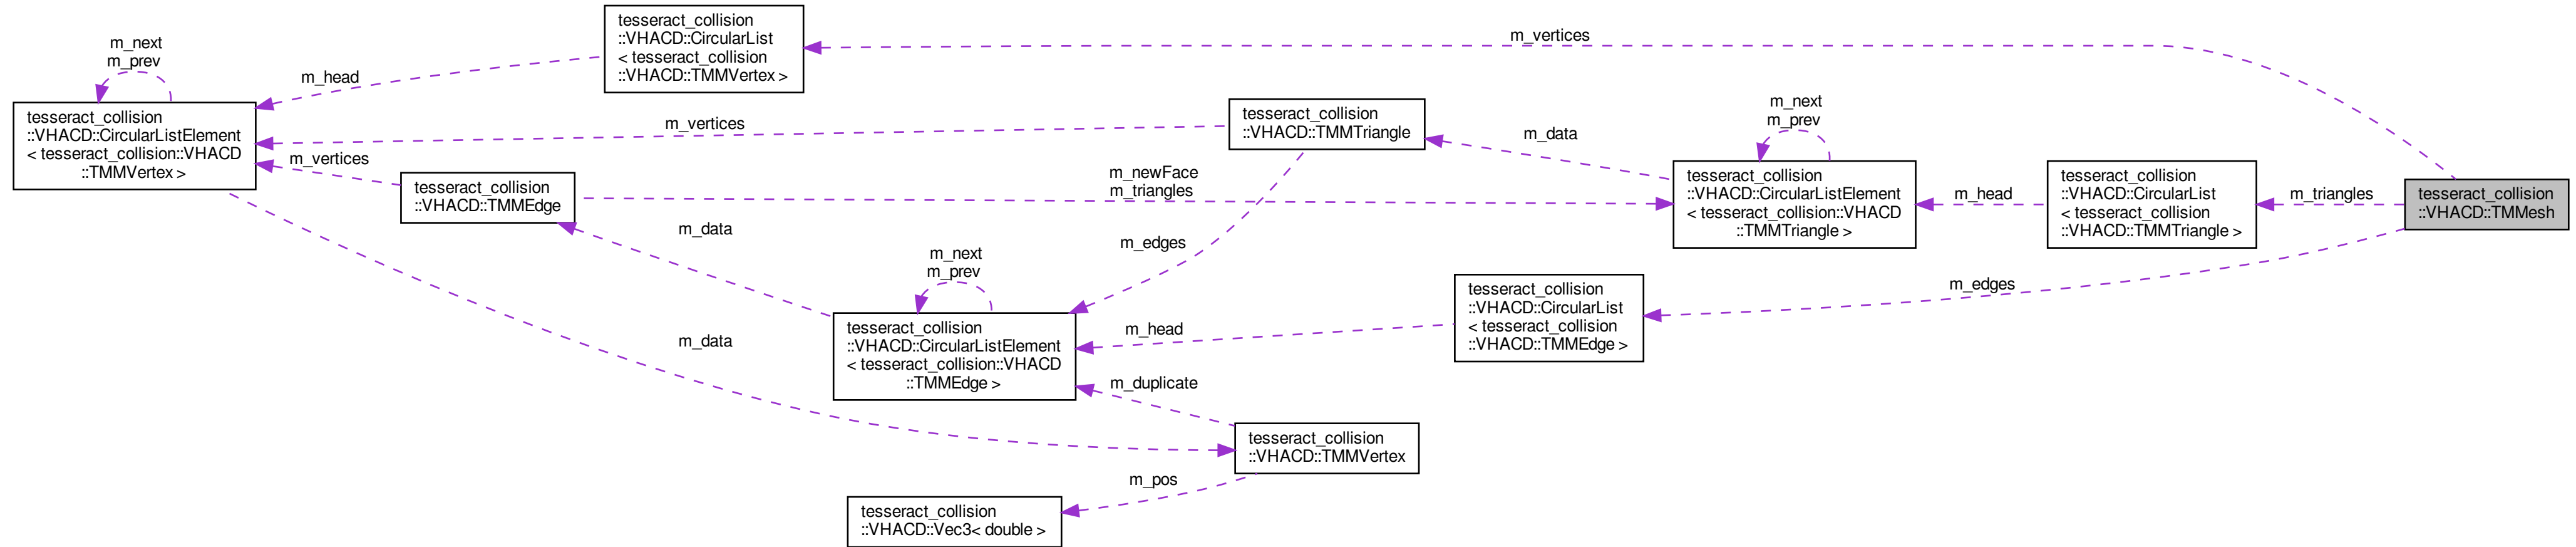 tesseract_collision
::VHACD::CircularList
< tesseract_collision
::VHACD::TMMVertex >
m_vertices
m_next
m_prev
m_head
tesseract_collision
::VHACD::CircularListElement
< tesseract_collision::VHACD
::TMMVertex >
m_vertices
tesseract_collision
::VHACD::TMMTriangle
m_next
m_prev
m_data
m_vertices
tesseract_collision
::VHACD::TMMEdge
m_newFace
m_triangles
tesseract_collision
::VHACD::CircularListElement
< tesseract_collision::VHACD
::TMMTriangle >
m_head
tesseract_collision
::VHACD::CircularList
< tesseract_collision
::VHACD::TMMTriangle >
m_triangles
tesseract_collision
::VHACD::TMMesh
m_data
m_edges
m_next
m_prev
m_edges
tesseract_collision
::VHACD::CircularList
< tesseract_collision
::VHACD::TMMEdge >
m_head
tesseract_collision
::VHACD::CircularListElement
< tesseract_collision::VHACD
::TMMEdge >
m_data
m_duplicate
tesseract_collision
::VHACD::TMMVertex
m_pos
tesseract_collision
::VHACD::Vec3< double >